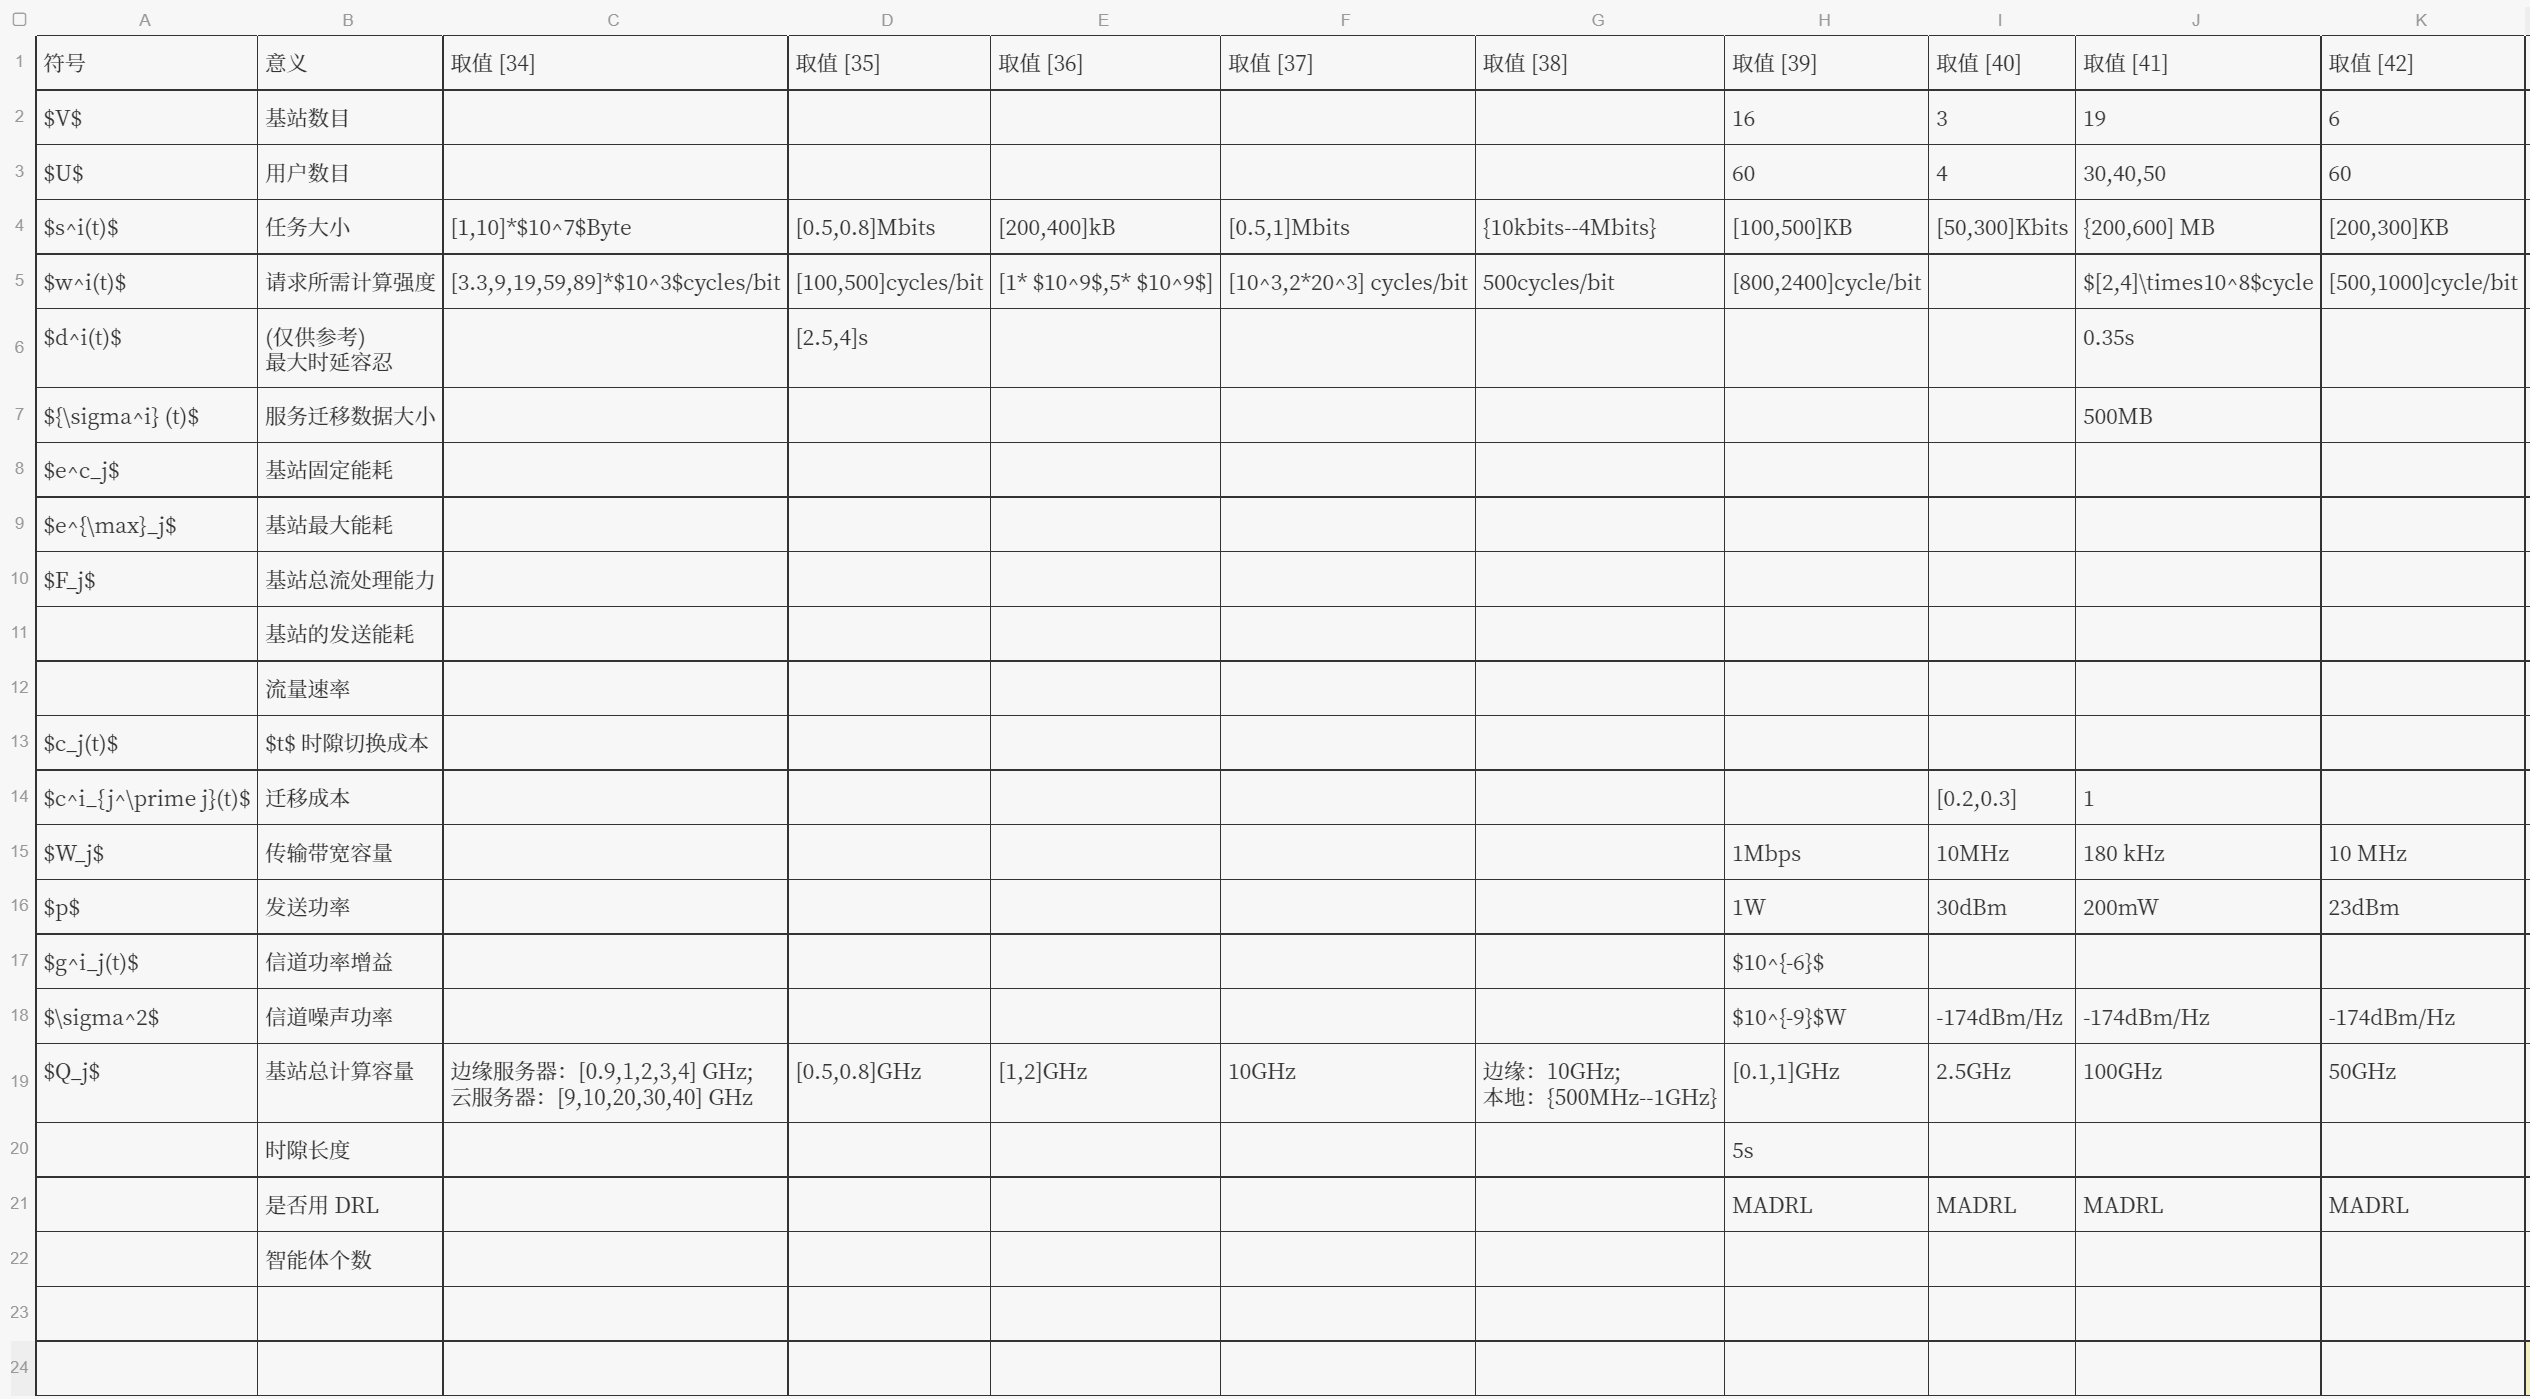 A B C D E F G H I J K
1 符号 意义 取值 [34] 取值 [35] 取值 [36] 取值 [37] 取值 [38] 取值 [39] 取值 [40] 取值 [41] 取值 [42]
2 $V$ 基站数目 16 3 19 6
3 $U$ 用户数目 60 4 30,40,50 60
4 $s^i(t)$ 任务大小 [1,10]*$10^7$Byte [0.5,0.8]Mbits [200,400]kB [0.5,1]Mbits {10kbits--4Mbits} [100,500]KB [50,300]Kbits {200,600] MB [200,300]KB
5 $w^i(t)$ 请求所需计算强度 [3.3,9,19,59,89]*$10^3$cycles/bit [100,500]cycles/bit [1* $10^9$,5* $10^9$] [10^3,2*20^3] cycles/bit 500cycles/bit [800,2400]cycle/bit $[2,4]\times10^8$cycle [500,1000]cycle/bit
6 $d^i(t)$ (仅供参考) [2.5,4]s 0.35s
最大时延容忍
7 ${\sigma^i} (t)$ 服务迁移数据大小 500MB
8 $e^c_j$ 基站固定能耗
9 $e^{\max}_j$ 基站最大能耗
10 $F_j$ 基站总流处理能力
11 基站的发送能耗
12 流量速率
13 $c_j(t)$ $t$ 时隙切换成本
14 $c^i_{j^\prime j}(t)$ 迁移成本 [0.2,0.3] 1
15 $W_j$ 传输带宽容量 1Mbps 10MHz 180 kHz 10 MHz
16 $p$ 发送功率 1W 30dBm 200mW 23dBm
17 $g^i_j(t)$ 信道功率增益 $10^{-6}$
18 $\sigma^2$ 信道噪声功率 $10^{-9}$W -174dBm/Hz -174dBm/Hz -174dBm/Hz
19 $Q_j$ 基站总计算容量 边缘服务器：[0.9,1,2,3,4] GHz; [0.5,0.8]GHz [1,2]GHz 10GHz 边缘：10GHz; [0.1,1]GHz 2.5GHz 100GHz 50GHz
云服务器：[9,10,20,30,40] GHz 本地：{500MHz--1GHz}
20 时隙长度 5s
21 是否用 DRL MADRL MADRL MADRL MADRL
22 智能体个数
23
24